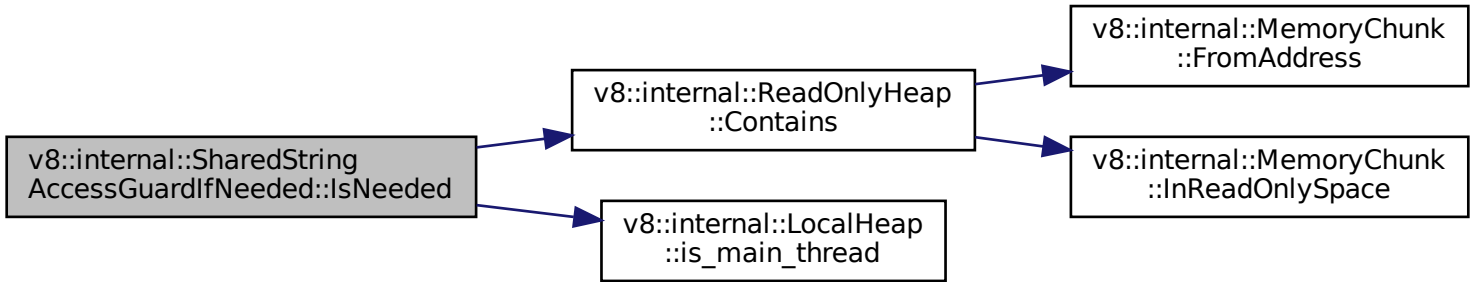 v8::internal::SharedString
AccessGuardIfNeeded::IsNeeded
v8::internal::ReadOnlyHeap
::Contains
v8::internal::LocalHeap
::is_main_thread
v8::internal::MemoryChunk
::FromAddress
v8::internal::MemoryChunk
::InReadOnlySpace